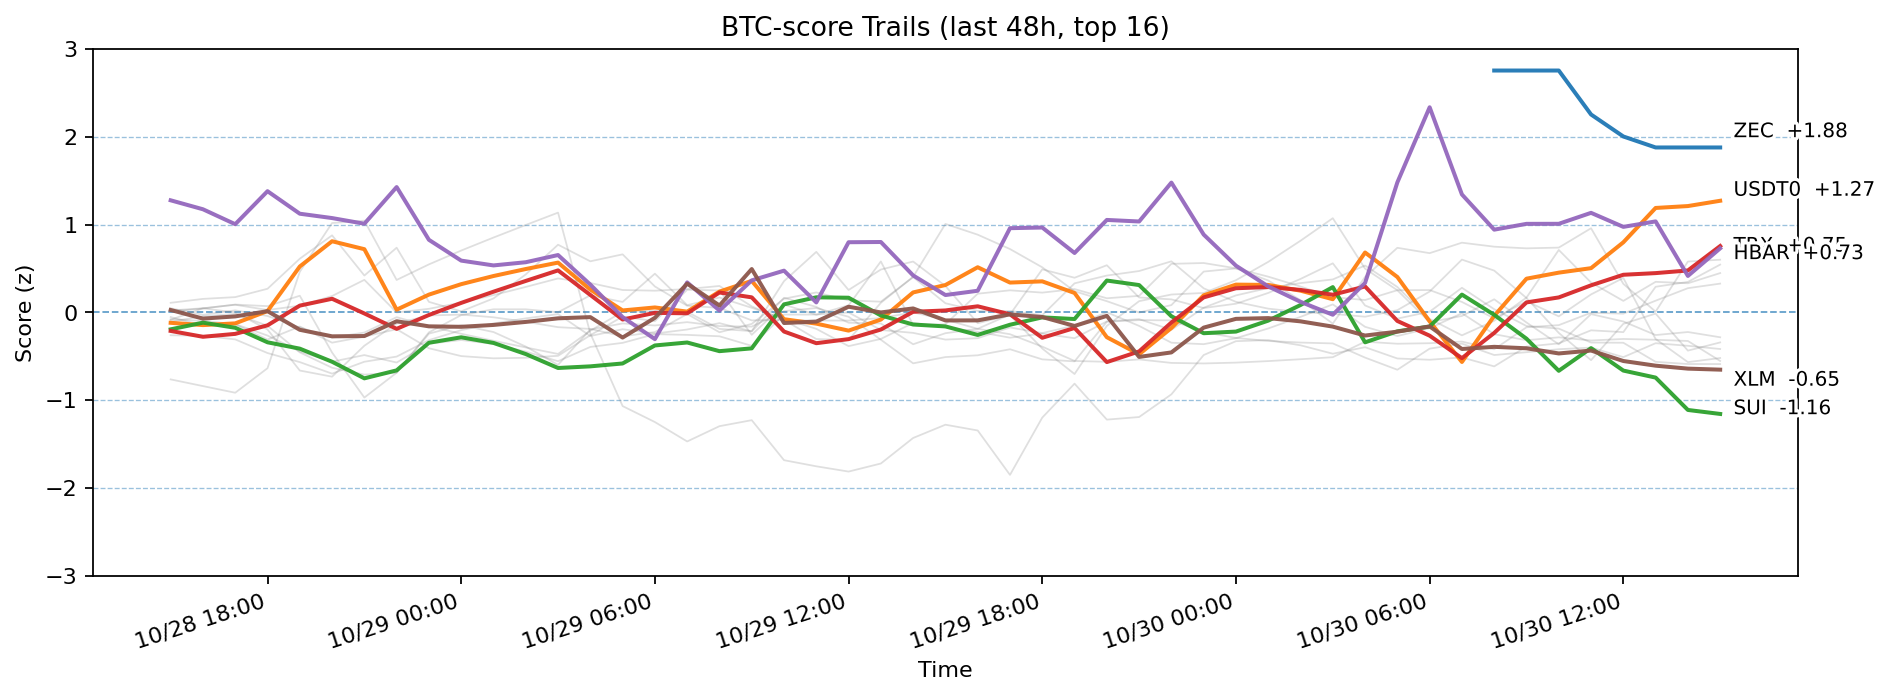 BTC-score Trails (last 48h, top 16)
Score (z)
3
2
1
0
−1
−2
−3
ZEC +1.88
USDT0 +1.27
TRX +0.75
HBAR +0.73
XLM -0.65
SUI -1.16
10/28 18:00
10/29 00:00
10/29 06:00
10/29 12:00
10/29 18:00
10/30 00:00
10/30 06:00
10/30 12:00
Time